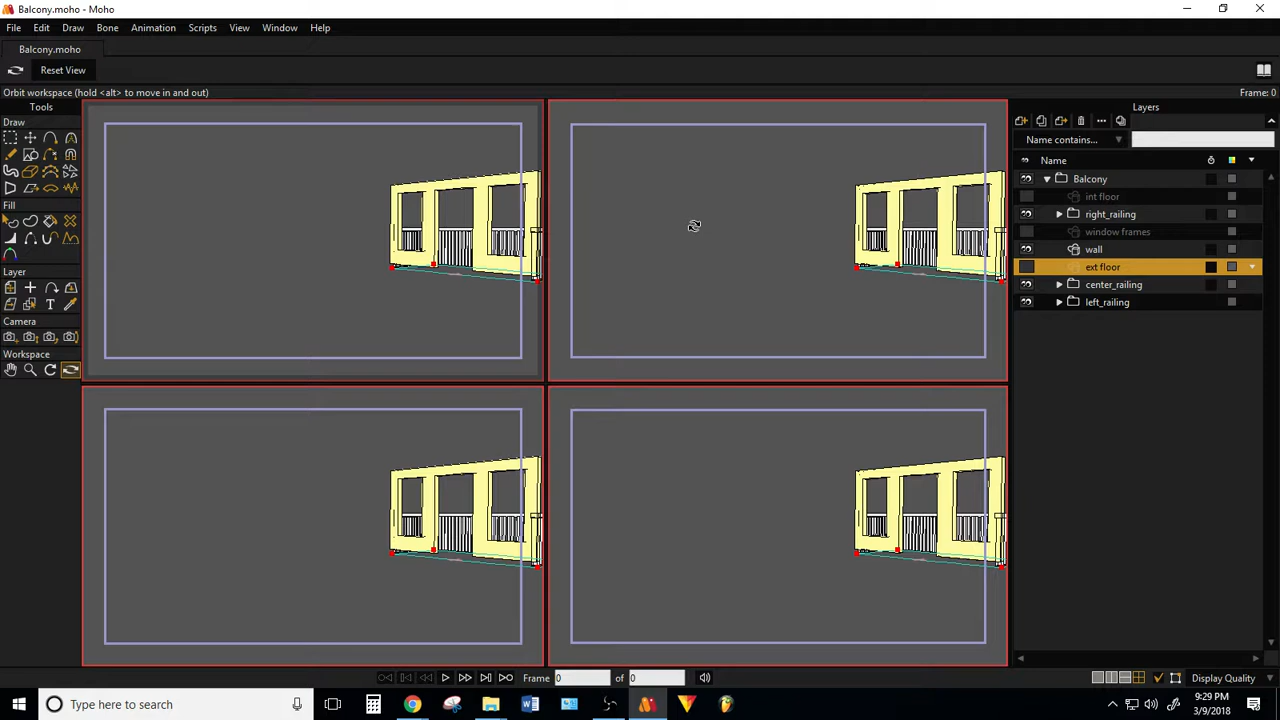 Balcony.moho - Moho
File Edit Draw Bone Animation Scripts View Window Help
Balcony.moho
Reset View
Orbit workspace (hold <alt> to move in and out)
Frame: 0
Tools
Draw
Fill
Layer
Camera
Workspace
Layers
Name contains...
Name
Balcony
int floor
right_railing
window frames
wall
ext floor
center_railing
left_railing
Frame 0 of 0
Display Quality
Type here to search
9:29 PM
3/9/2018